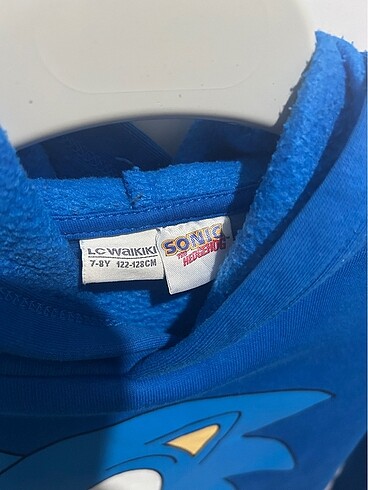 LC WAIKIKI
7-8Y 122-128CM
SONIC
THE
HEDGEHOG